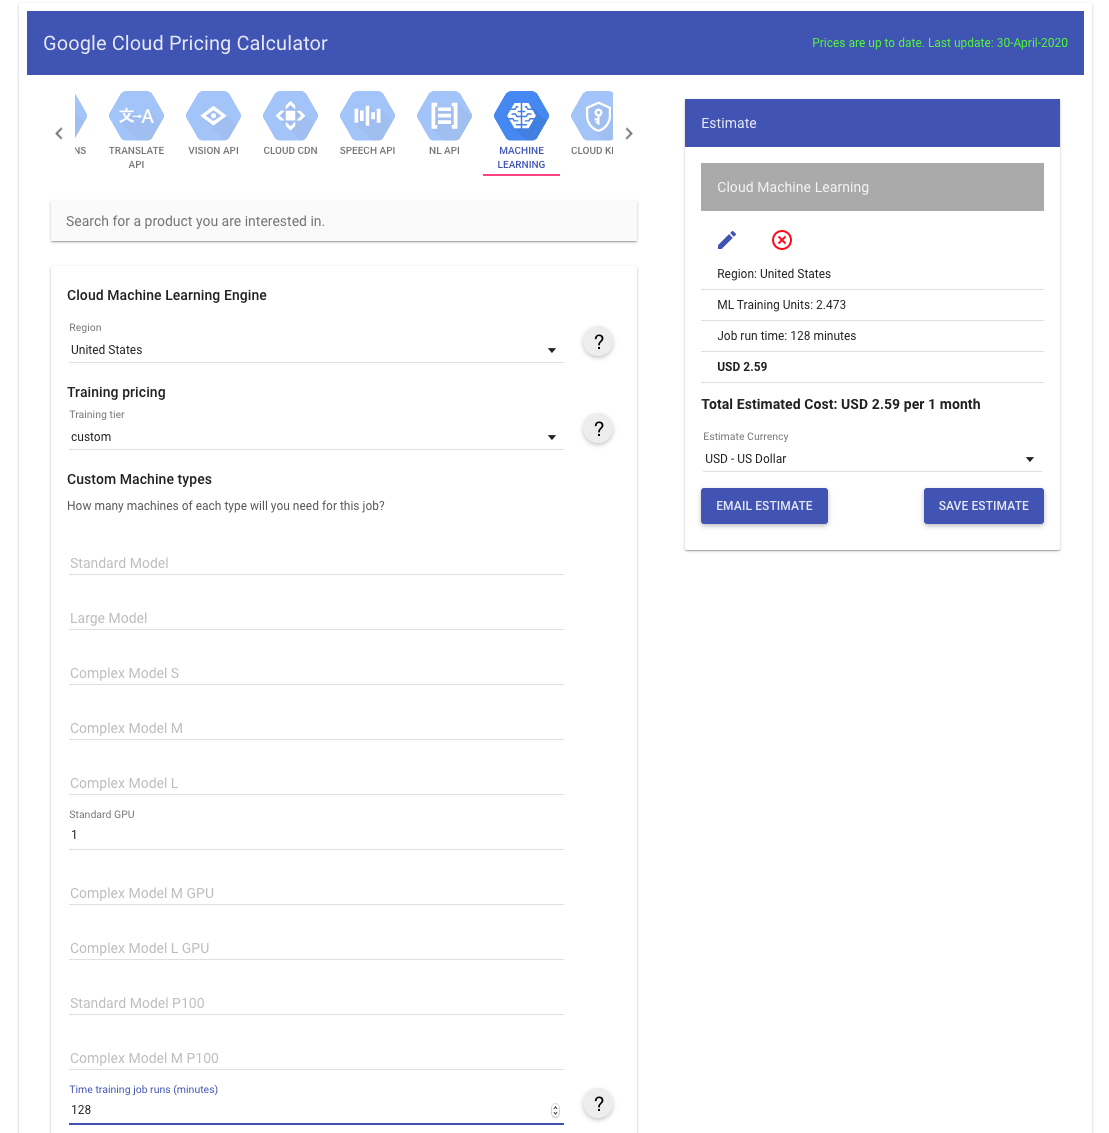 Google Cloud Pricing Calculator
Prices are up to date. Last update: 30-April-2020
NS
TRANSLATE
API
VISION API
CLOUD CDN
SPEECH API
NL API
MACHINE
LEARNING
CLOUD K
文→A
Search for a product you are interested in.
Cloud Machine Learning Engine
Region
United States
?
Training pricing
Training tier
custom
?
Custom Machine types
How many machines of each type will you need for this job?
Standard Model
Large Model
Complex Model S
Complex Model M
Complex Model L
Standard GPU
1
Complex Model M GPU
Complex Model L GPU
Standard Model P100
Complex Model M P100
Time training job runs (minutes)
128
?
Estimate
Cloud Machine Learning
Region: United States
ML Training Units: 2.473
Job run time: 128 minutes
USD 2.59
Total Estimated Cost: USD 2.59 per 1 month
Estimate Currency
USD - US Dollar
EMAIL ESTIMATE
SAVE ESTIMATE